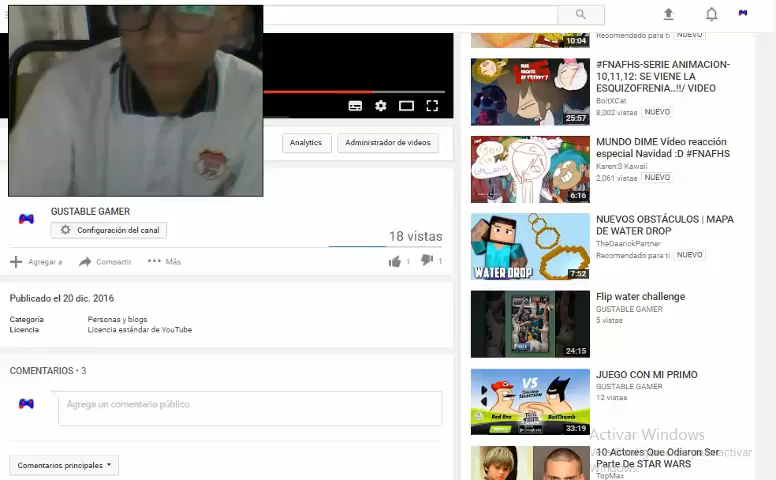 10:04
Recomendado para ti NUEVO
#FNAFHS-SERIE ANIMACION-
10,11,12: SE VIENE LA
ESQUIZOFRENIA..!!/ VIDEO
BoltXCat
8,002 vistas NUEVO
25:57
Analytics
Administrador de videos
MUNDO DIME Vídeo reacción
especial Navidad :D #FNAFHS
Karen:3 Kawaii
2,061 vistas NUEVO
6:16
GUSTABLE GAMER
Configuración del canal
18 vistas
Agregar a
Compartir
Más
1
1
NUEVOS OBSTÁCULOS | MAPA
DE WATER DROP
TheDaarickPartner
Recomendado para ti NUEVO
WATER DROP
7:52
Publicado el 20 dic. 2016
Categoría Personas y blogs
Licencia Licencia estándar de YouTube
Flip water challenge
GUSTABLE GAMER
5 vistas
24:15
COMENTARIOS • 3
Agrega un comentario público.
Comentarios principales
JUEGO CON MI PRIMO
GUSTABLE GAMER
12 vistas
VS
33:19
Activar Windows
10 Actores Que Odiaron Ser
Parte De STAR WARS
TopMax